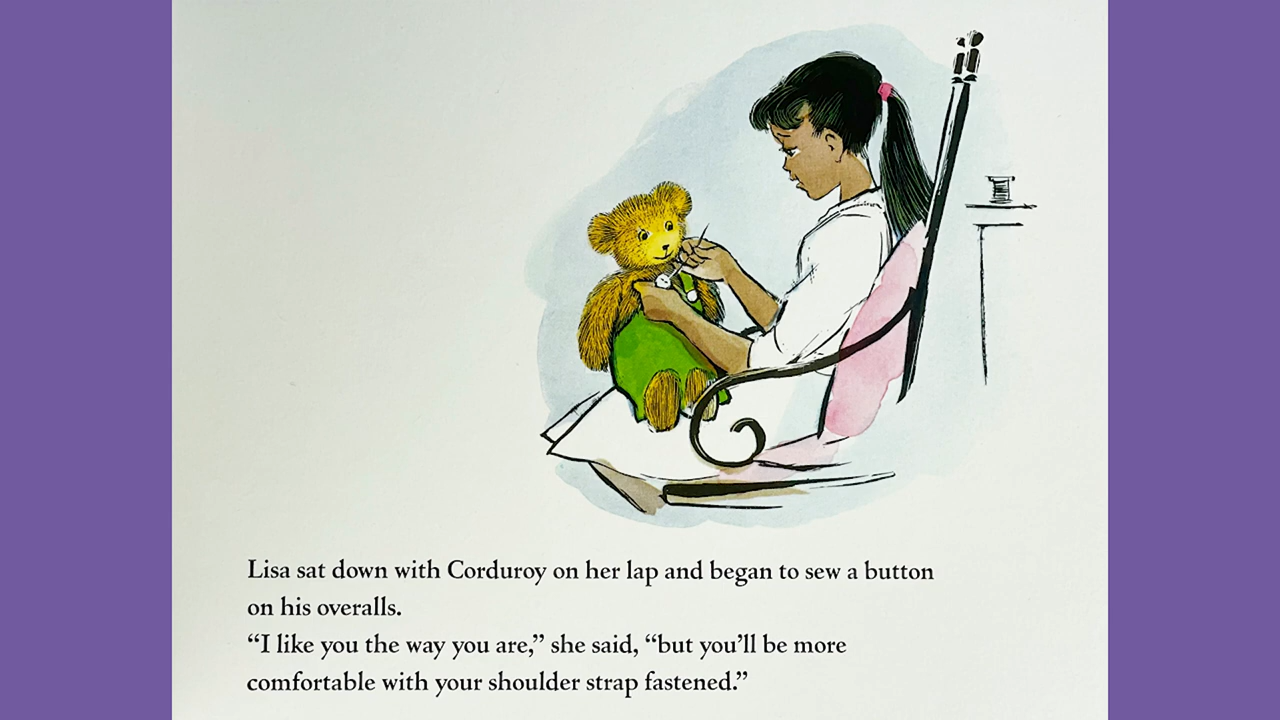 Lisa sat down with Corduroy on her lap and began to sew a button
on his overalls.
“I like you the way you are,” she said, “but you’ll be more
comfortable with your shoulder strap fastened.”